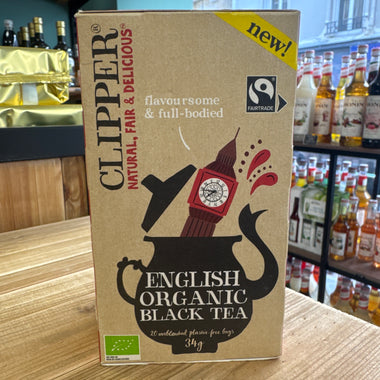 new!
CLIPPER®
NATURAL, FAIR & DELICIOUS®
FAIRTRADE
flavoursome
& full-bodied
ENGLISH
ORGANIC
BLACK TEA
20 unbleached plastic-free bags
34g
MONIN